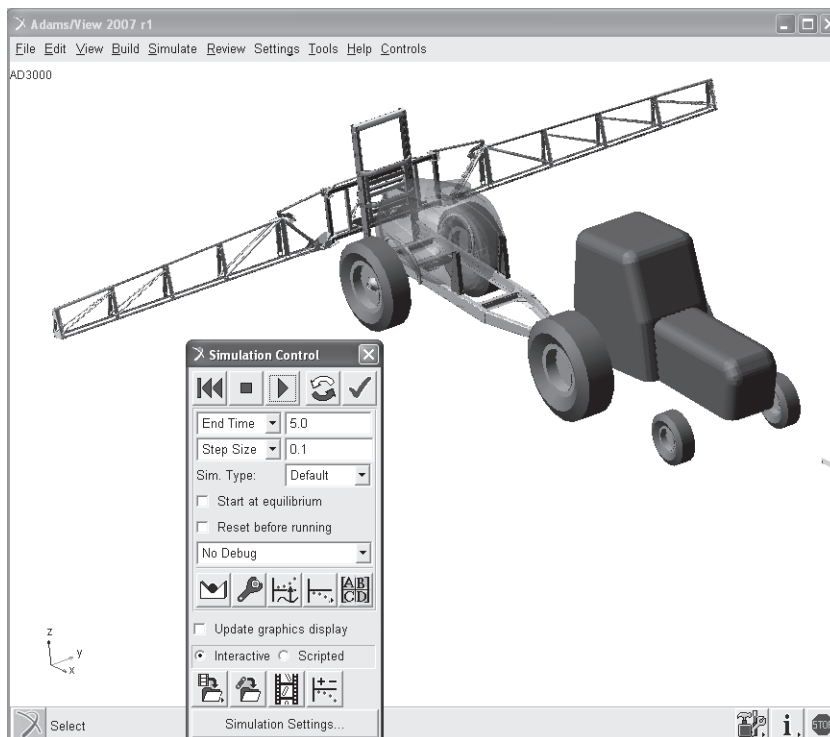 Adams/View 2007 r1
File Edit View Build Simulate Review Settings Tools Help Controls
AD3000
Simulation Control
End Time 5.0
Step Size 0.1
Sim. Type: Default
Start at equilibrium
Reset before running
No Debug
A B
C D
Update graphics display
Interactive Scripted
Simulation Settings...
z
y
x
Select
i
STOP